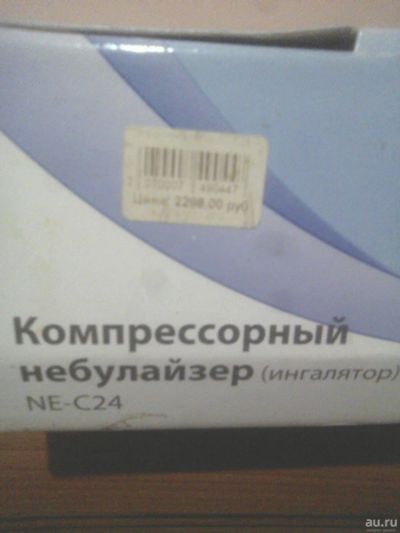 Цена: 2298.00 руб
Компрессорный
небулайзер (ингалятор)
NE-C24
au.ru